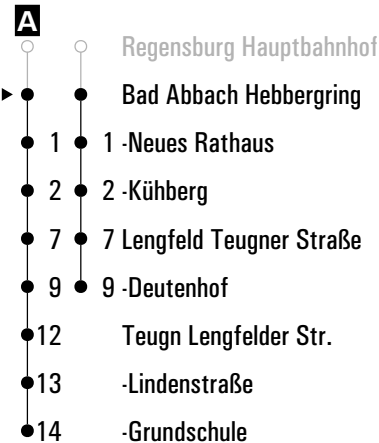 A
Regensburg Hauptbahnhof
Bad Abbach Hebbergring
1 1 -Neues Rathaus
2 2 -Kühberg
7 7 Lengfeld Teugner Straße
9 9 -Deutenhof
12 Teugn Lengfelder Str.
13 -Lindenstraße
14 -Grundschule